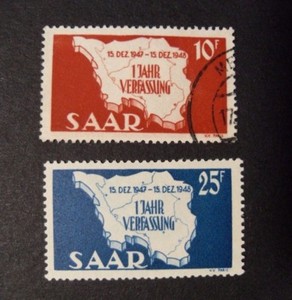 10F
15. DEZ. 1947 – 15. DEZ. 1948
1 JAHR
VERFASSUNG
SAAR
25F
15. DEZ. 1947 – 15. DEZ. 1948
1 JAHR
VERFASSUNG
SAAR